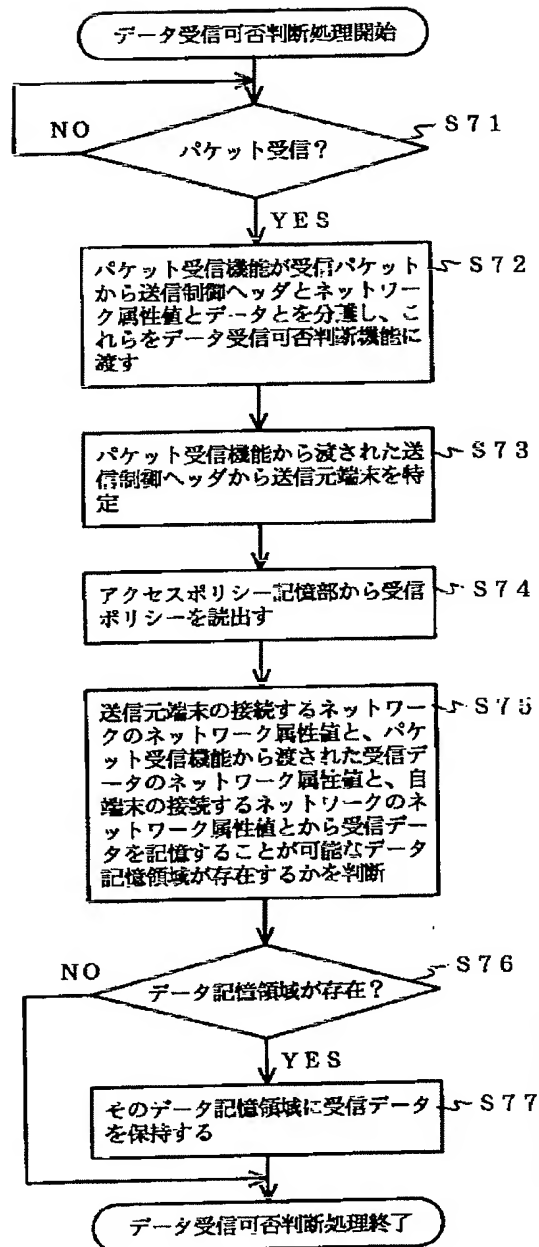 データ受信可否判断処理開始
NO
S71
パケット受信?
YES
パケット受信機能が受信パケット
S72
から送信制御ヘッダとネットワー
ク属性値とデータとを分離し、こ
れらをデータ受信可否判断機能に
渡す
パケット受信機能から渡された送
S73
信制御ヘッダから送信元端末を特
定
アクセスポリシー記憶部から受信
S74
ポリシーを読出す
送信元端末の接続するネットワー
S75
クのネットワーク属性値と、パケ
ット受信機能から渡された受信デ
ータのネットワーク属性値と、自
端末の接続するネットワークのネ
ットワーク属性値とから受信デー
タを記憶することが可能なデータ
記憶領域が存在するかを判断
NO
S76
データ記憶領域が存在?
YES
そのデータ記憶領域に受信データ
S77
を保持する
データ受信可否判断処理終了